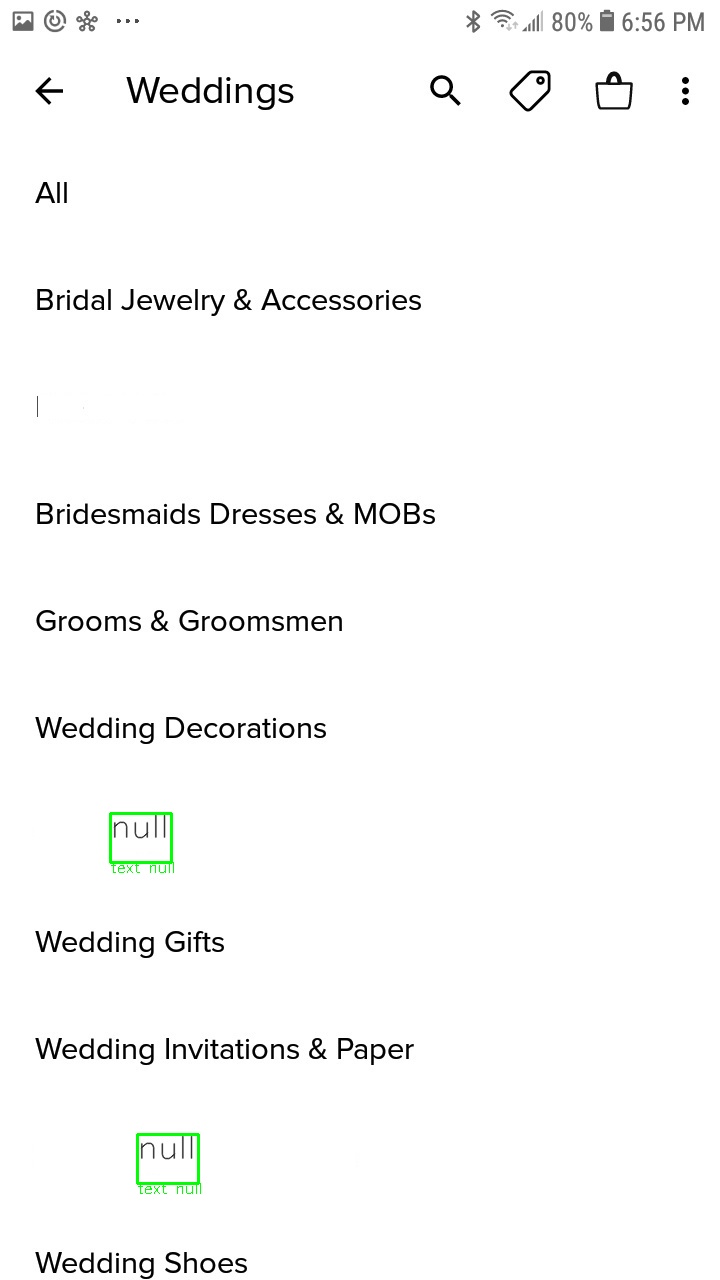 80% 6:56 PM
Weddings
All
Bridal Jewelry & Accessories
Bridesmaids Dresses & MOBs
Grooms & Groomsmen
Wedding Decorations
null
text null
Wedding Gifts
Wedding Invitations & Paper
null
text null
Wedding Shoes